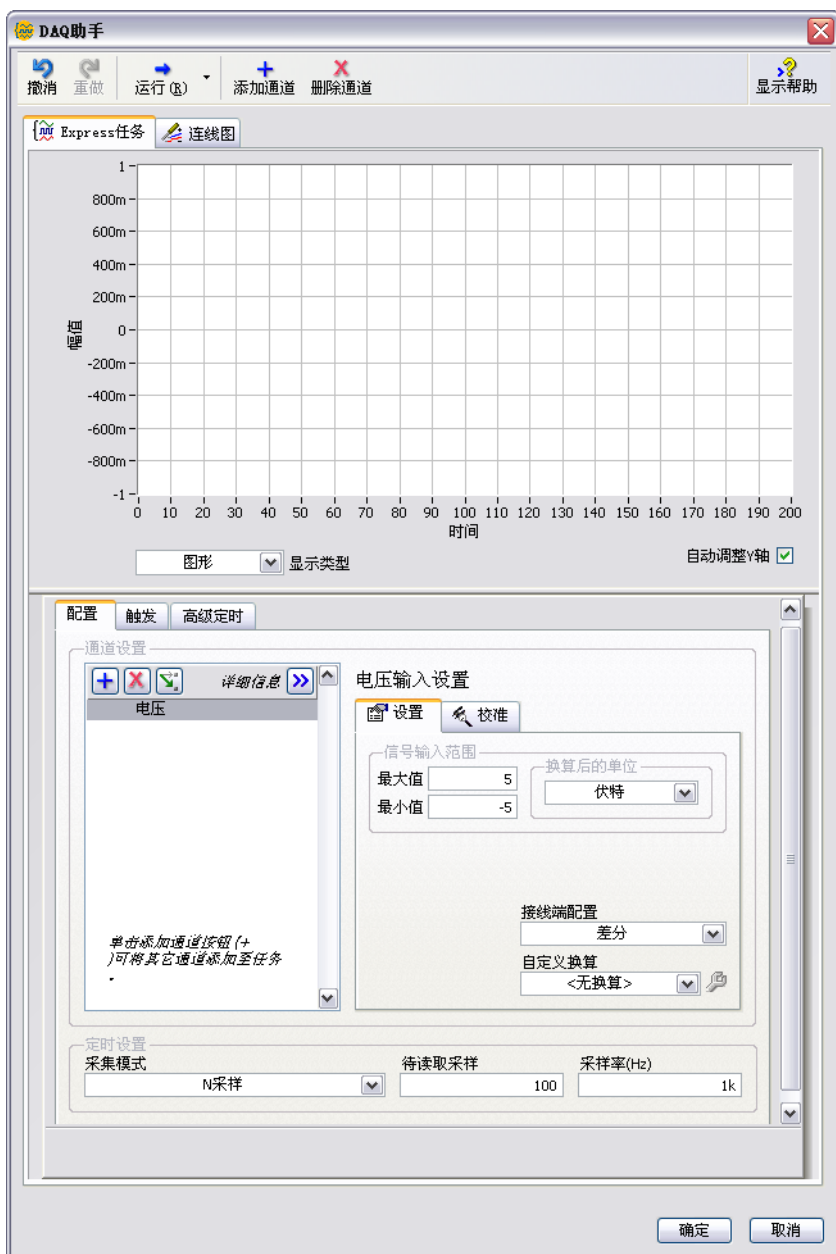 DAQ助手
撤消 重做 运行(R) 添加通道 删除通道 显示帮助
Express任务 连线图
1
800m
600m
400m
200m
0
-200m
-400m
-600m
-800m
-1
幅值
0 10 20 30 40 50 60 70 80 90 100 110 120 130 140 150 160 170 180 190 200
时间
图形 显示类型 自动调整Y轴
配置 触发 高级定时
通道设置
详细信息
电压
单击添加通道按钮(+
)可将其它通道添加至任务
.
电压输入设置
设置 校准
信号输入范围
最大值 5
最小值 -5
换算后的单位
伏特
接线端配置
差分
自定义换算
<无换算>
定时设置
采集模式 待读取采样 采样率(Hz)
N采样 100 1k
确定 取消